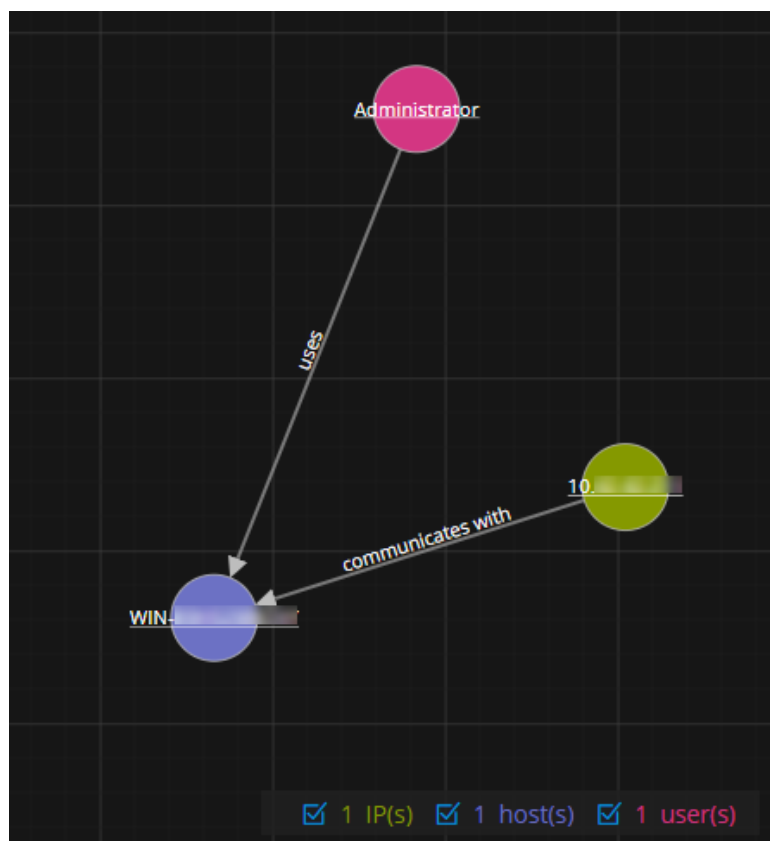 Administrator
uses
10.
communicates with
WIN-
1 IP(s) 1 host(s) 1 user(s)